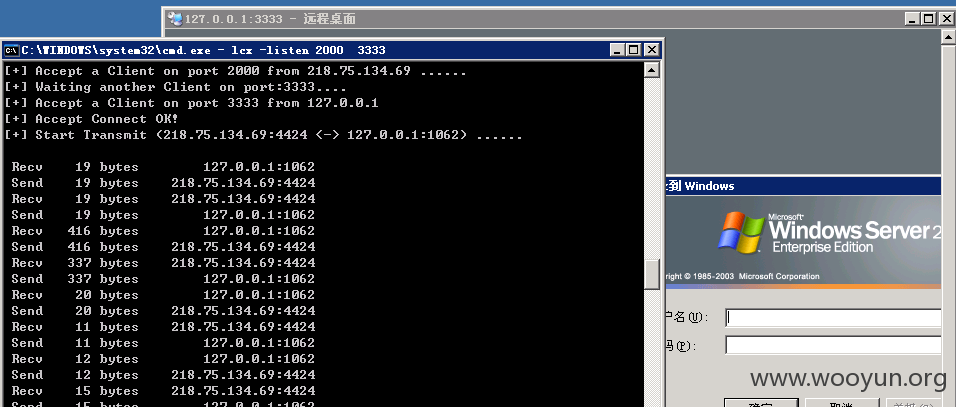 127.0.0.1:3333 - 远程桌面
C:\WINDOWS\system32\cmd.exe - lcx -listen 2000  3333
[+] Accept a Client on port 2000 from 218.75.134.69 ......
[+] Waiting another Client on port:3333....
[+] Accept a Client on port 3333 from 127.0.0.1
[+] Accept Connect OK!
[+] Start Transmit (218.75.134.69:4424 <-> 127.0.0.1:1062) ......
Recv    19 bytes        127.0.0.1:1062
Send    19 bytes    218.75.134.69:4424
Recv    19 bytes    218.75.134.69:4424
Send    19 bytes        127.0.0.1:1062
Recv   416 bytes        127.0.0.1:1062
Send   416 bytes    218.75.134.69:4424
Recv   337 bytes    218.75.134.69:4424
Send   337 bytes        127.0.0.1:1062
Recv    20 bytes        127.0.0.1:1062
Send    20 bytes    218.75.134.69:4424
Recv    11 bytes    218.75.134.69:4424
Send    11 bytes        127.0.0.1:1062
Recv    12 bytes        127.0.0.1:1062
Send    12 bytes    218.75.134.69:4424
Recv    15 bytes    218.75.134.69:4424
Send    15 bytes        127.0.0.1:1062
到 Windows
Microsoft
Windows Server 2
Enterprise Edition
right © 1985-2003 Microsoft Corporation
户名(U):
码(P):
确定
取消
www.wooyun.org